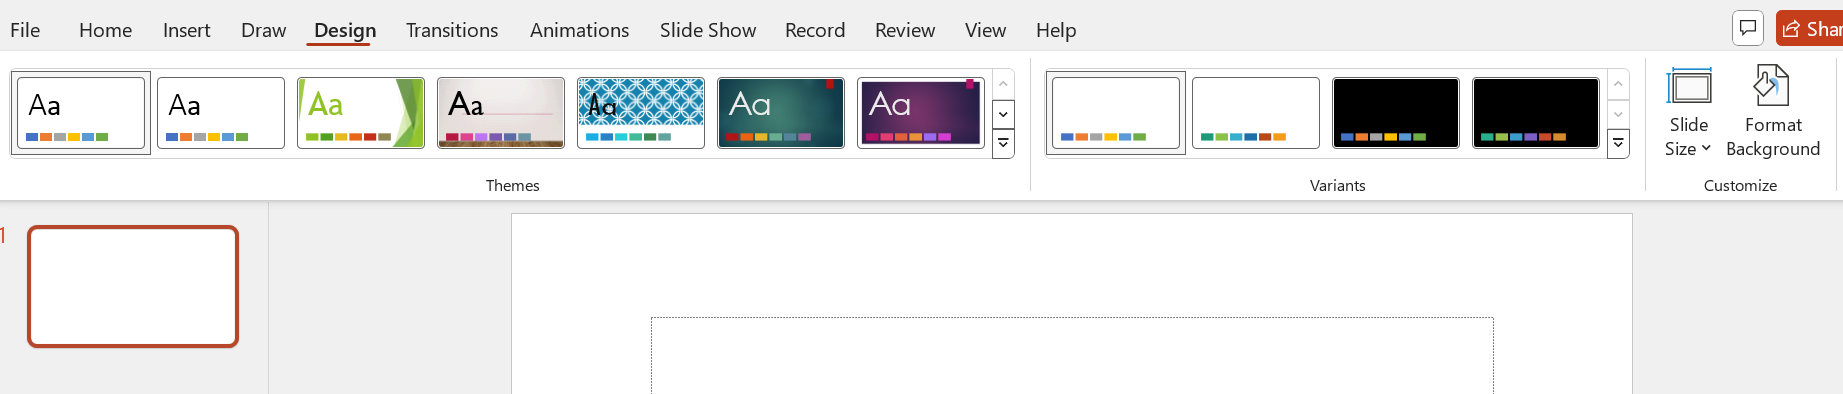 File Home Insert Draw Design Transitions Animations Slide Show Record Review View Help
Aa Aa Aa Aa Aa Aa Aa
Slide Size
Format Background
Themes Variants Customize
1